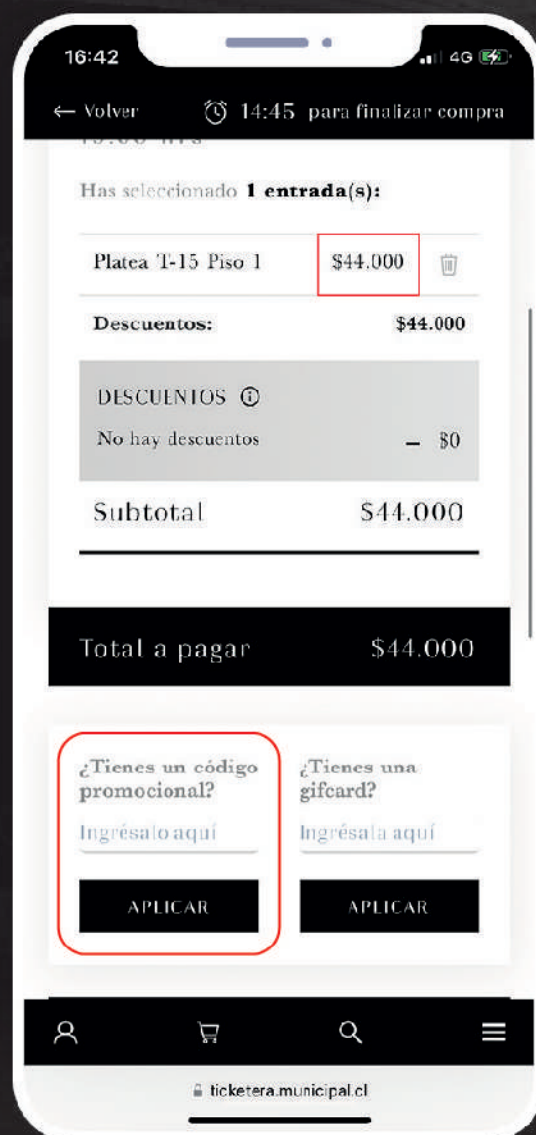 16:42 4G
← Volver 14:45 para finalizar compra
Has seleccionado 1 entrada(s):
Platea T-15 Piso 1 $44.000
Descuentos: $44.000
DESCUENTOS
No hay descuentos – $0
Subtotal $44.000
Total a pagar $44.000
¿Tienes un código ¿Tienes una
promocional? gifcard?
Ingrésalo aquí Ingrésala aquí
APLICAR APLICAR
ticketera.municipal.cl